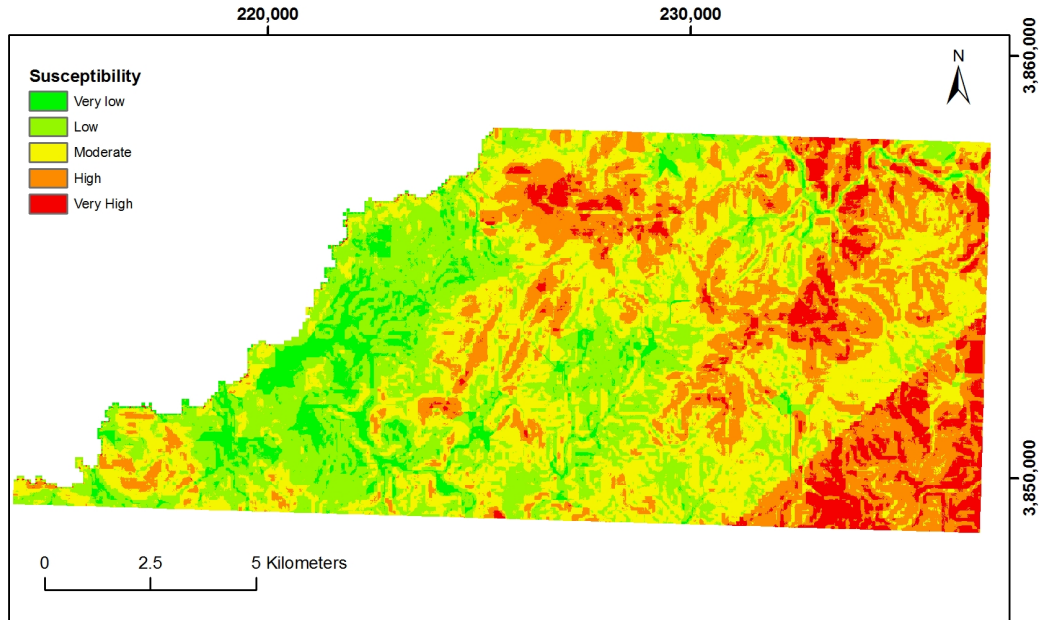 220,000 230,000
3,860,000
N
Susceptibility
Very low
Low
Moderate
High
Very High
3,850,000
0 2.5 5 Kilometers